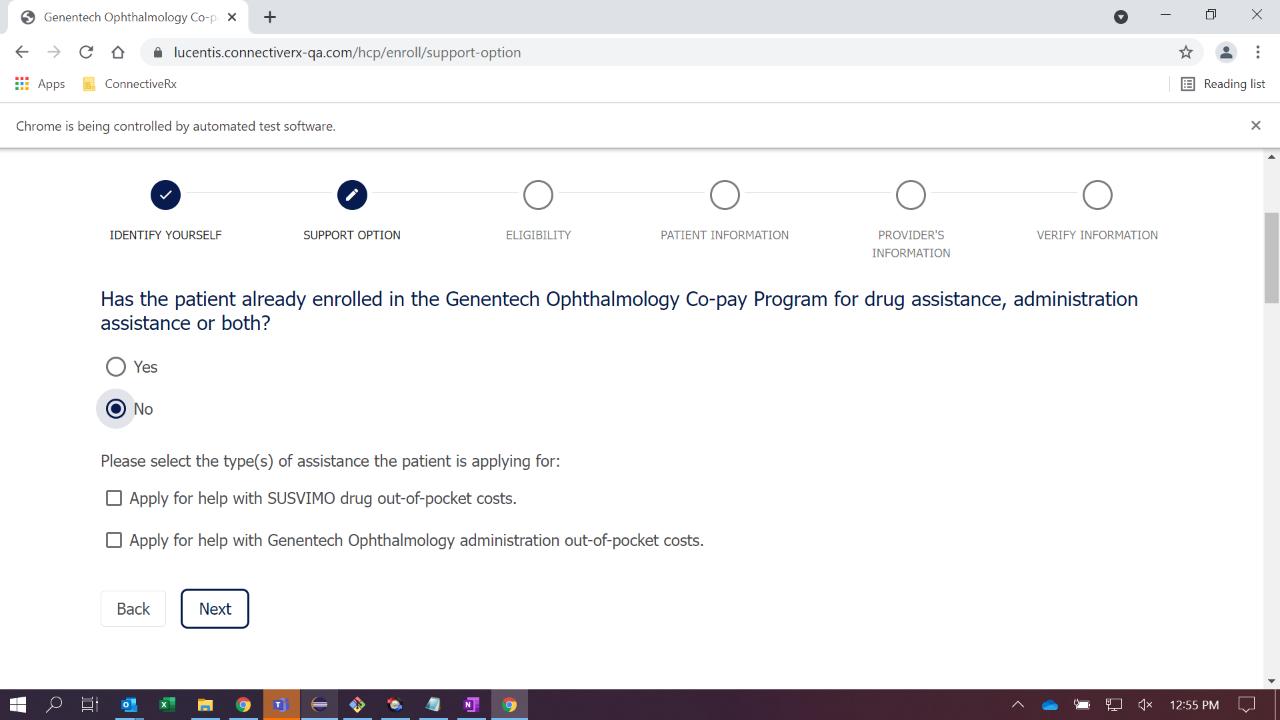 Genentech Ophthalmology Co-p
lucentis.connectiverx-qa.com/hcp/enroll/support-option
Apps
ConnectiveRx
Reading list
Chrome is being controlled by automated test software.
IDENTIFY YOURSELF
SUPPORT OPTION
ELIGIBILITY
PATIENT INFORMATION
PROVIDER'S
INFORMATION
VERIFY INFORMATION
Has the patient already enrolled in the Genentech Ophthalmology Co-pay Program for drug assistance, administration
assistance or both?
Yes
No
Please select the type(s) of assistance the patient is applying for:
Apply for help with SUSVIMO drug out-of-pocket costs.
Apply for help with Genentech Ophthalmology administration out-of-pocket costs.
Back
Next
12:55 PM